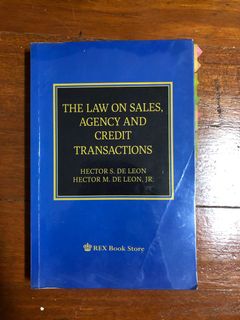 THE LAW ON SALES,
AGENCY AND
CREDIT
TRANSACTIONS
HECTOR S. DE LEON
HECTOR M. DE LEON, JR.
REX Book Store